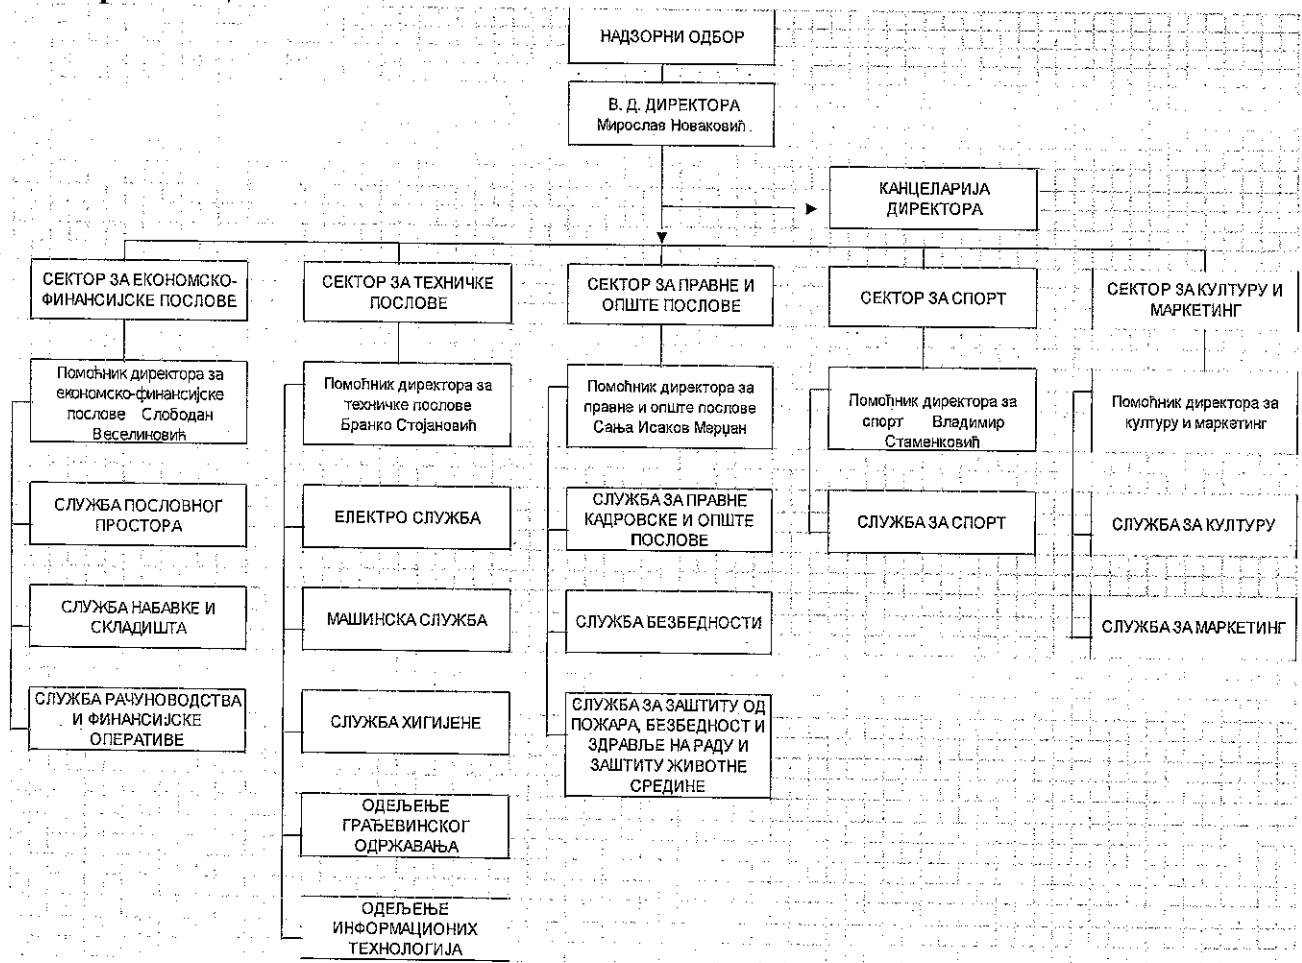 НАДЗОРНИ ОДБОР
В. Д. ДИРЕКТОРА
Мирослав Новаковић
КАНЦЕЛАРИЈА
ДИРЕКТОРА
СЕКТОР ЗА ЕКОНОМСКО-
ФИНАНСИЈСКЕ ПОСЛОВЕ
Помоћник директора за
економско-финансијске
послове Слободан
Веселиновић
СЛУЖБА ПОСЛОВНОГ
ПРОСТОРА
СЛУЖБА НАБАВКЕ И
СКЛАДИШТА
СЛУЖБА РАЧУНОВОДСТВА
И ФИНАНСИЈСКЕ
ОПЕРАТИВЕ
СЕКТОР ЗА ТЕХНИЧКЕ
ПОСЛОВЕ
Помоћник директора за
техничке послове
Бранко Стојановић
ЕЛЕКТРО СЛУЖБА
МАШИНСКА СЛУЖБА
СЛУЖБА ХИГИЈЕНЕ
ОДЕЉЕЊЕ
ГРАЂЕВИНСКОГ
ОДРЖАВАЊА
ОДЕЉЕЊЕ
ИНФОРМАЦИОНИХ
ТЕХНОЛОГИЈА
СЕКТОР ЗА ПРАВНЕ И
ОПШТЕ ПОСЛОВЕ
Помоћник директора за
правне и опште послове
Сања Исаков Мерџан
СЛУЖБА ЗА ПРАВНЕ
КАДРОВСКЕ И ОПШТЕ
ПОСЛОВЕ
СЛУЖБА БЕЗБЕДНОСТИ
СЛУЖБА ЗА ЗАШТИТУ ОД
ПОЖАРА, БЕЗБЕДНОСТ И
ЗДРАВЉЕ НА РАДУ И
ЗАШТИТУ ЖИВОТНЕ
СРЕДИНЕ
СЕКТОР ЗА СПОРТ
Помоћник директора за
спорт Владимир
Стаменковић
СЛУЖБА ЗА СПОРТ
СЕКТОР ЗА КУЛТУРУ И
МАРКЕТИНГ
Помоћник директора за
културу и маркетинг
СЛУЖБА ЗА КУЛТУРУ
СЛУЖБА ЗА МАРКЕТИНГ